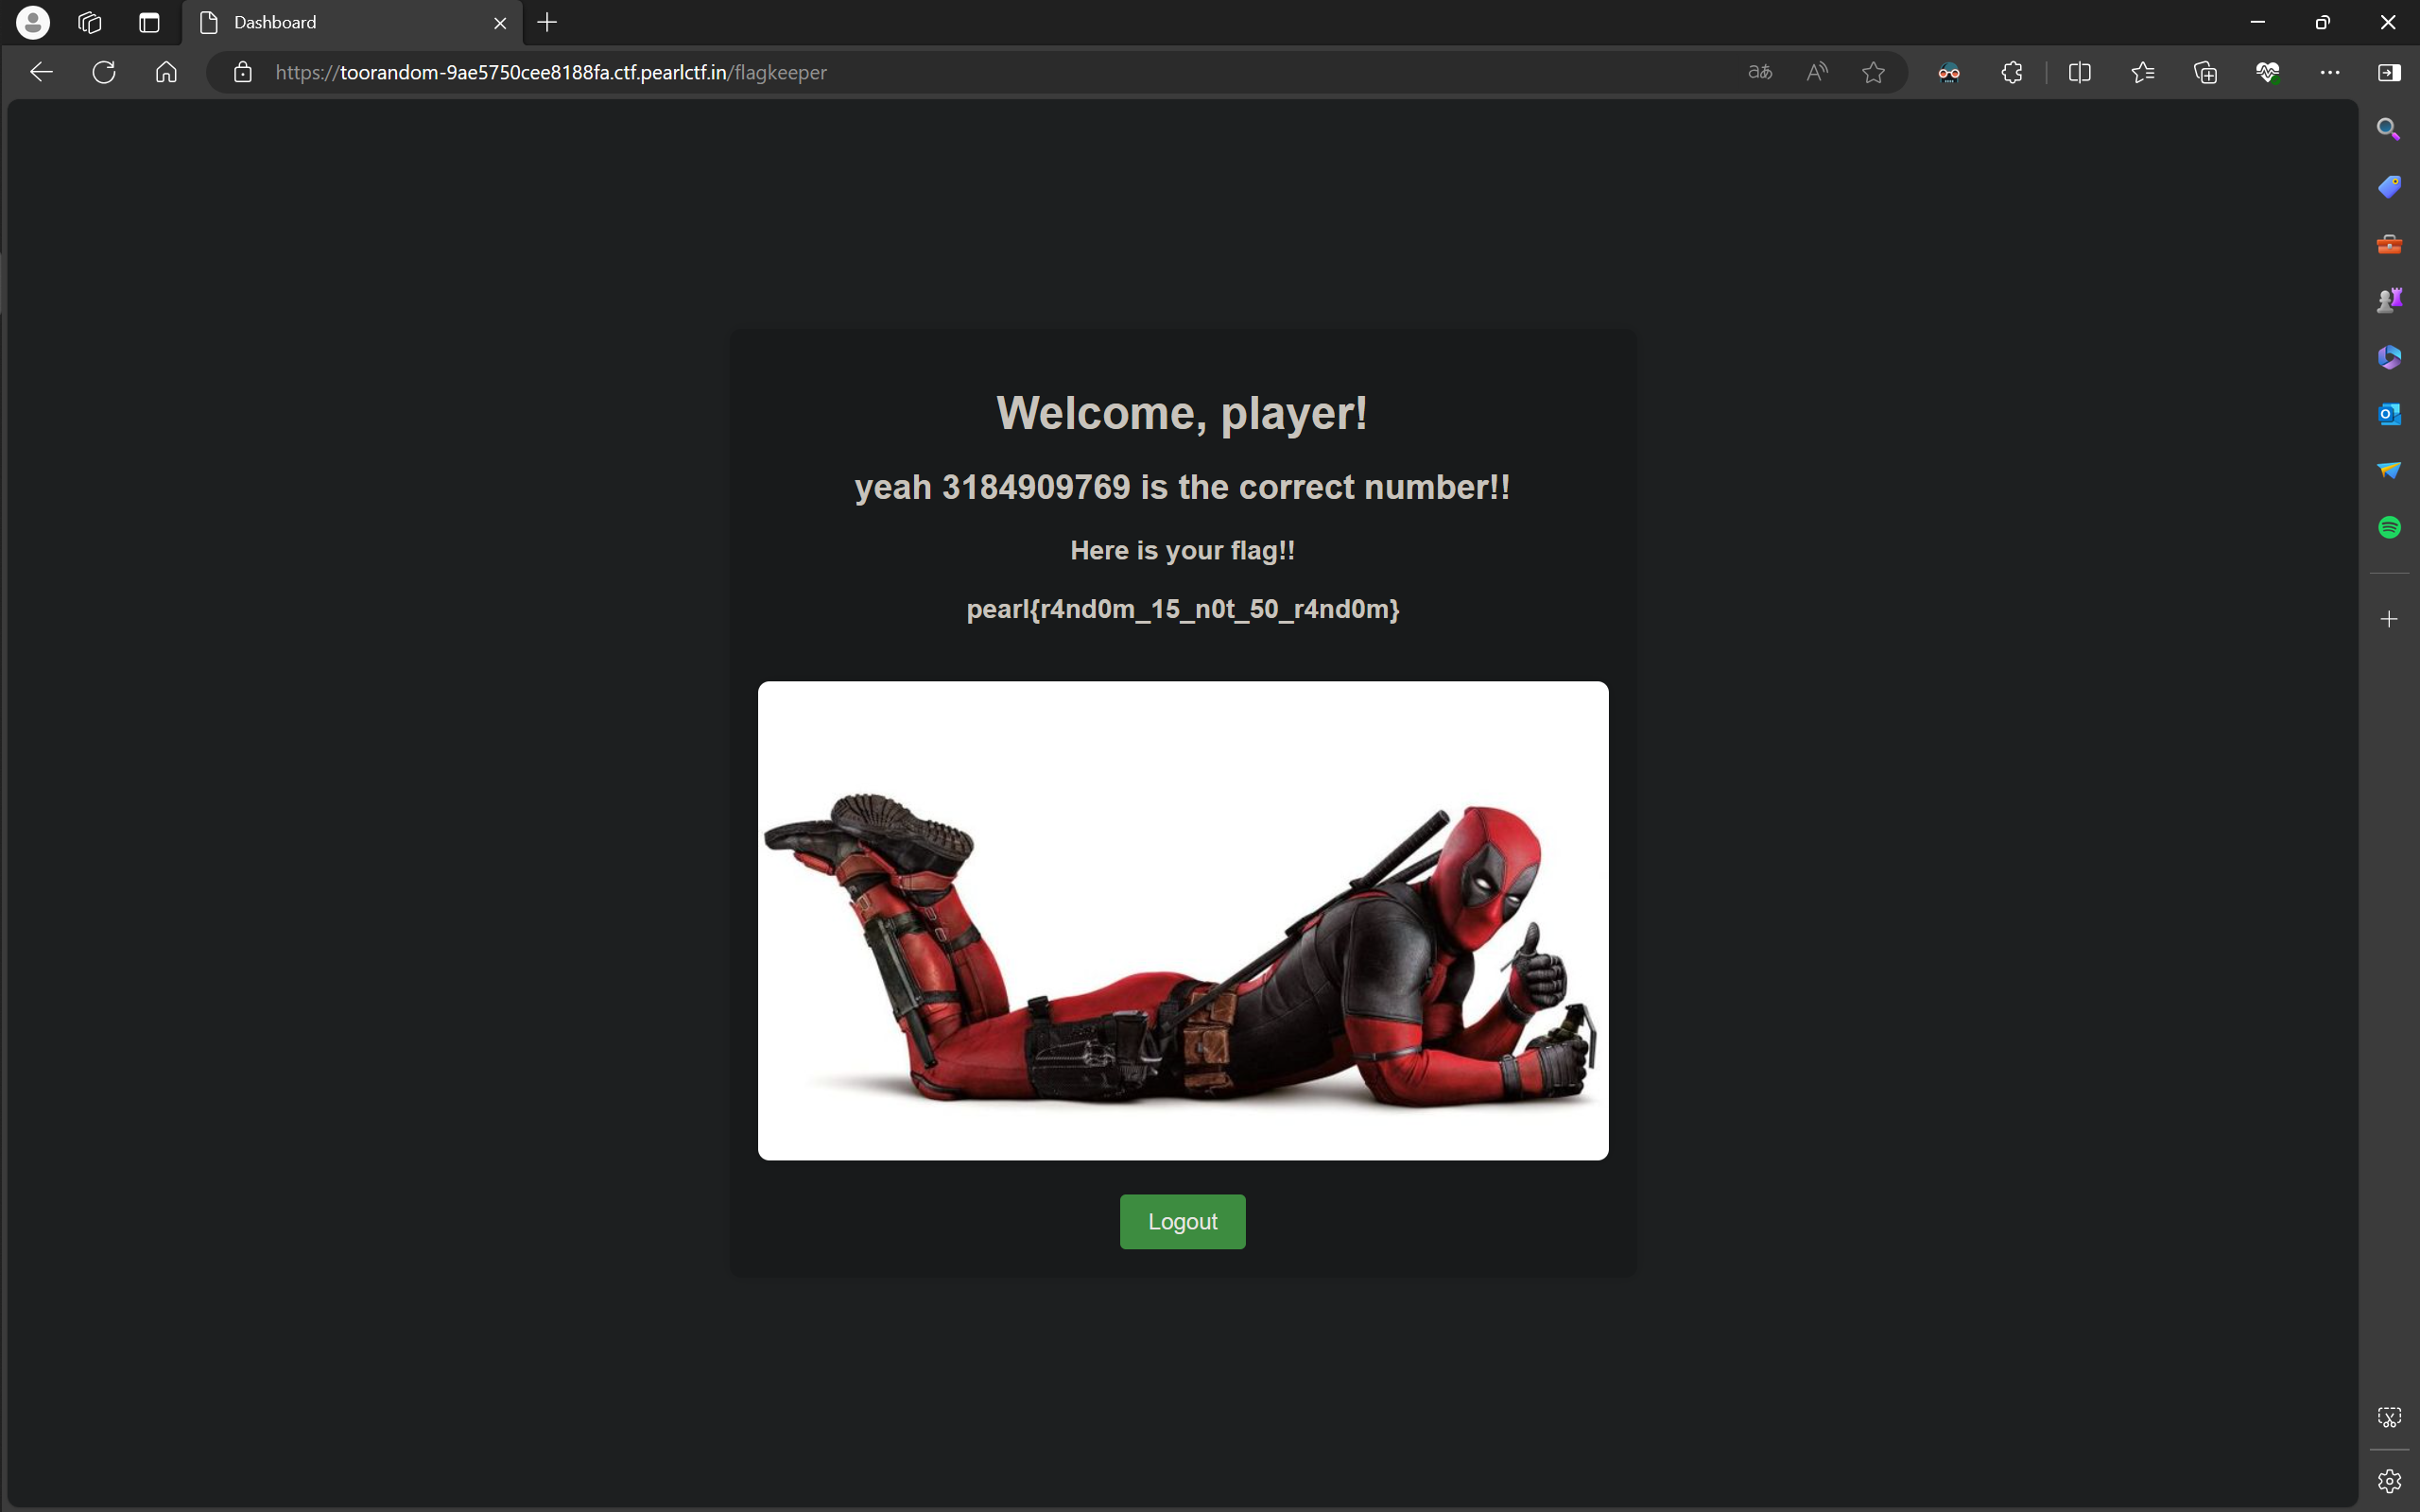 Dashboard
https://toorandom-9ae5750cee8188fa.ctf.pearlctf.in/flagkeeper
Welcome, player!
yeah 3184909769 is the correct number!!
Here is your flag!!
pearl{r4nd0m_15_n0t_50_r4nd0m}
Logout